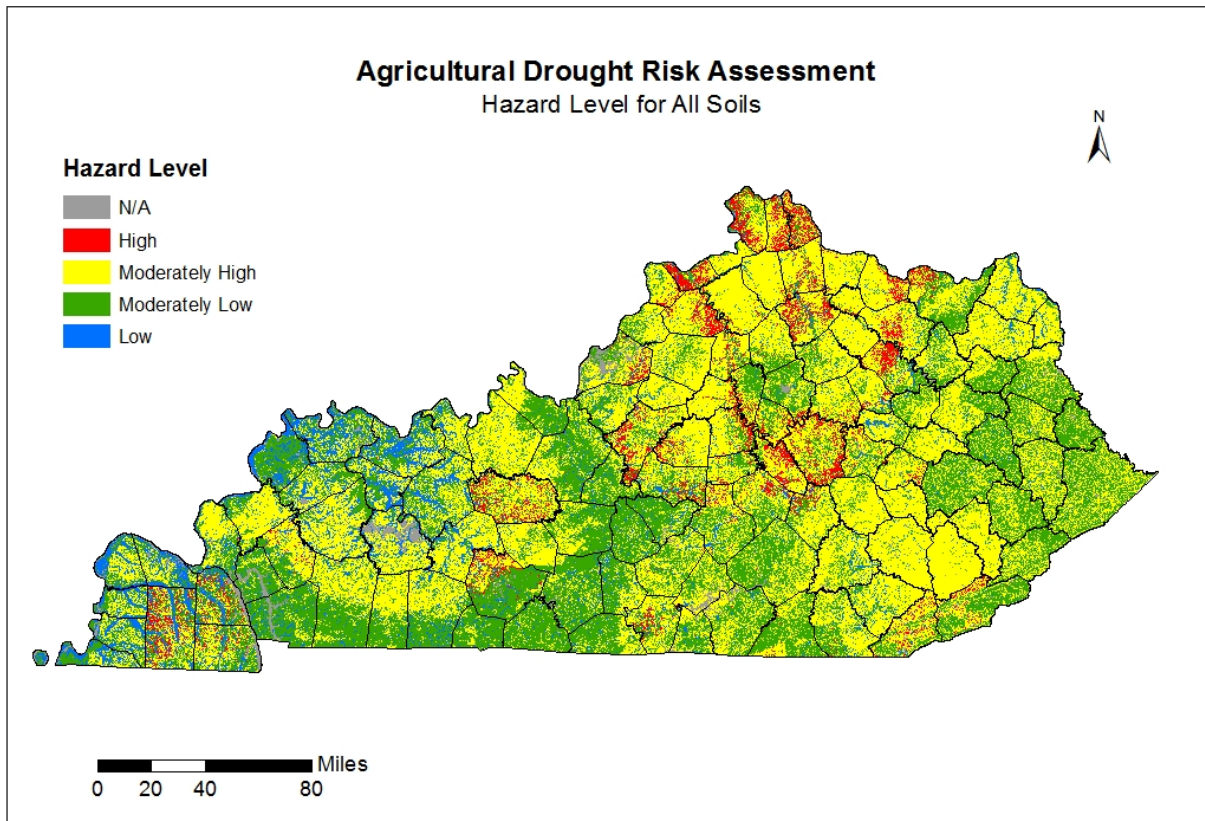 Agricultural Drought Risk Assessment
Hazard Level for All Soils
N
Hazard Level
N/A
High
Moderately High
Moderately Low
Low
Miles
0 20 40 80